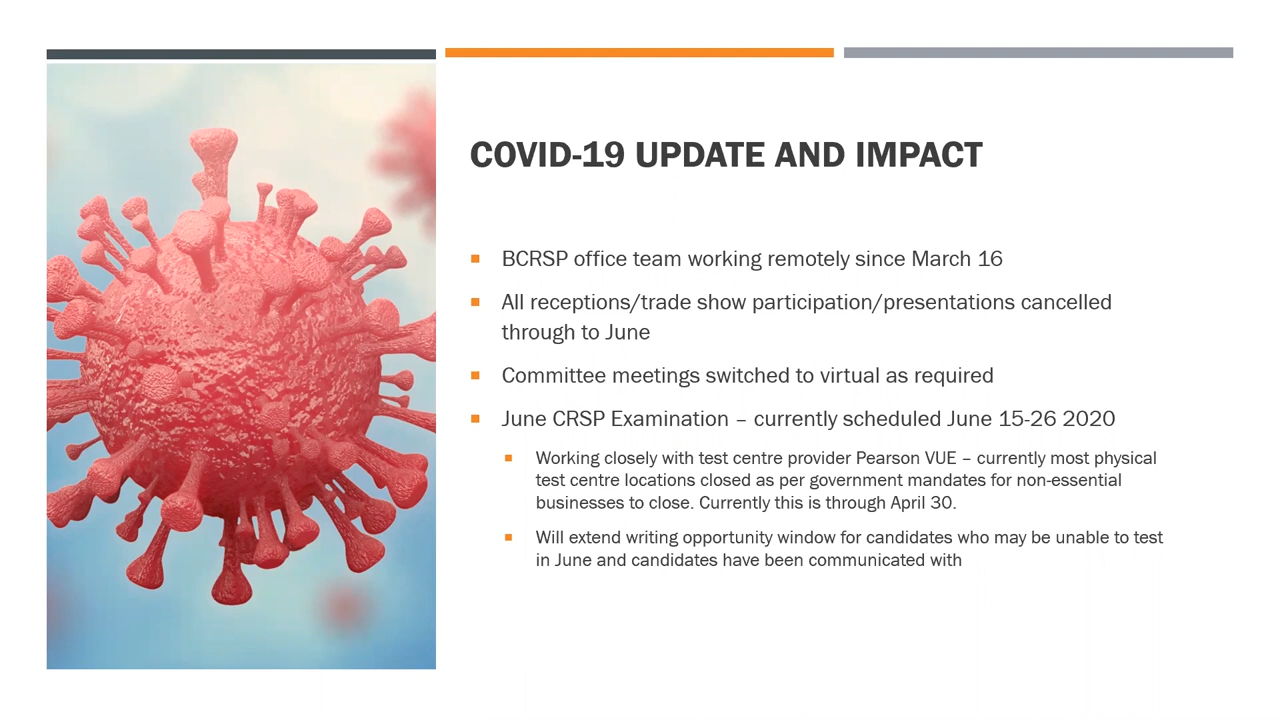 COVID-19 UPDATE AND IMPACT
BCRSP office team working remotely since March 16
All receptions/trade show participation/presentations cancelled
through to June
Committee meetings switched to virtual as required
June CRSP Examination – currently scheduled June 15-26 2020
Working closely with test centre provider Pearson VUE – currently most physical
test centre locations closed as per government mandates for non-essential
businesses to close. Currently this is through April 30.
Will extend writing opportunity window for candidates who may be unable to test
in June and candidates have been communicated with